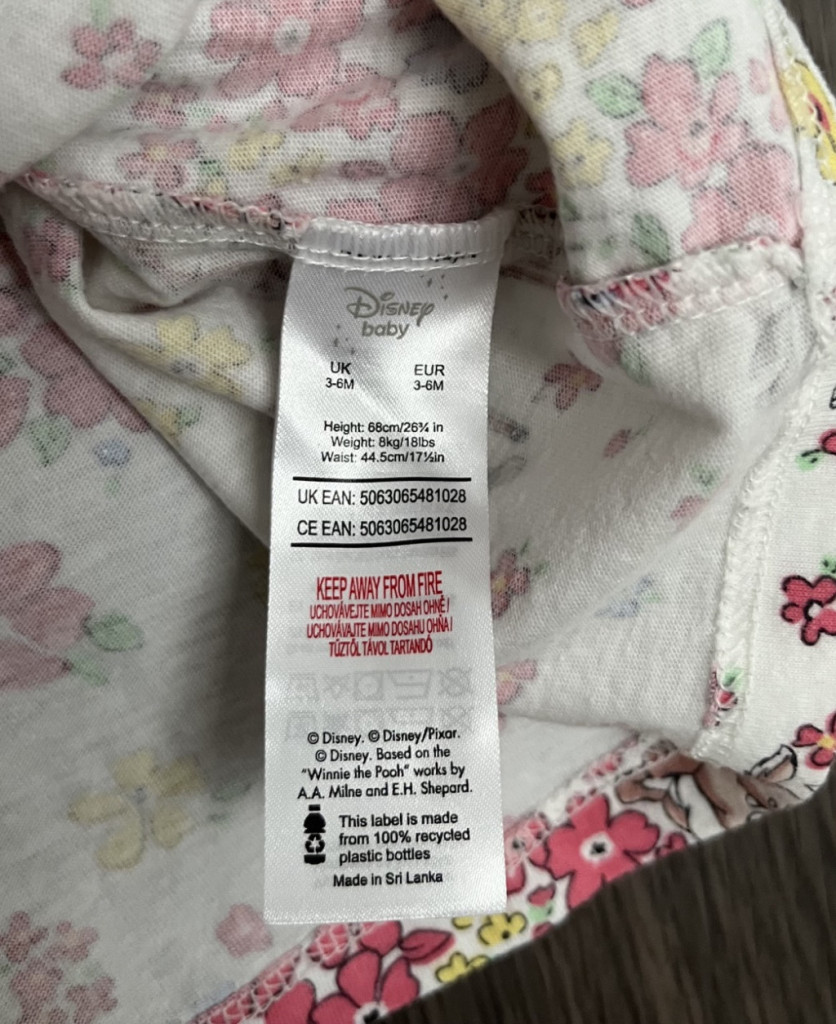 Disney
baby
UK EUR
3-6M 3-6M
Height: 68cm/26¾ in
Weight: 8kg/18lbs
Waist: 44.5cm/17½in
UK EAN: 5063065481028
CE EAN: 5063065481028
KEEP AWAY FROM FIRE
UCHOVÁVEJTE MIMO DOSAH OHNĚ/
UCHOVÁVAJTE MIMO DOSAHU OHŇA/
TŰZTŐL TÁVOL TARTANDÓ
© Disney. © Disney/Pixar.
© Disney. Based on the
"Winnie the Pooh" works by
A.A. Milne and E.H. Shepard.
This label is made
from 100% recycled
plastic bottles
Made in Sri Lanka